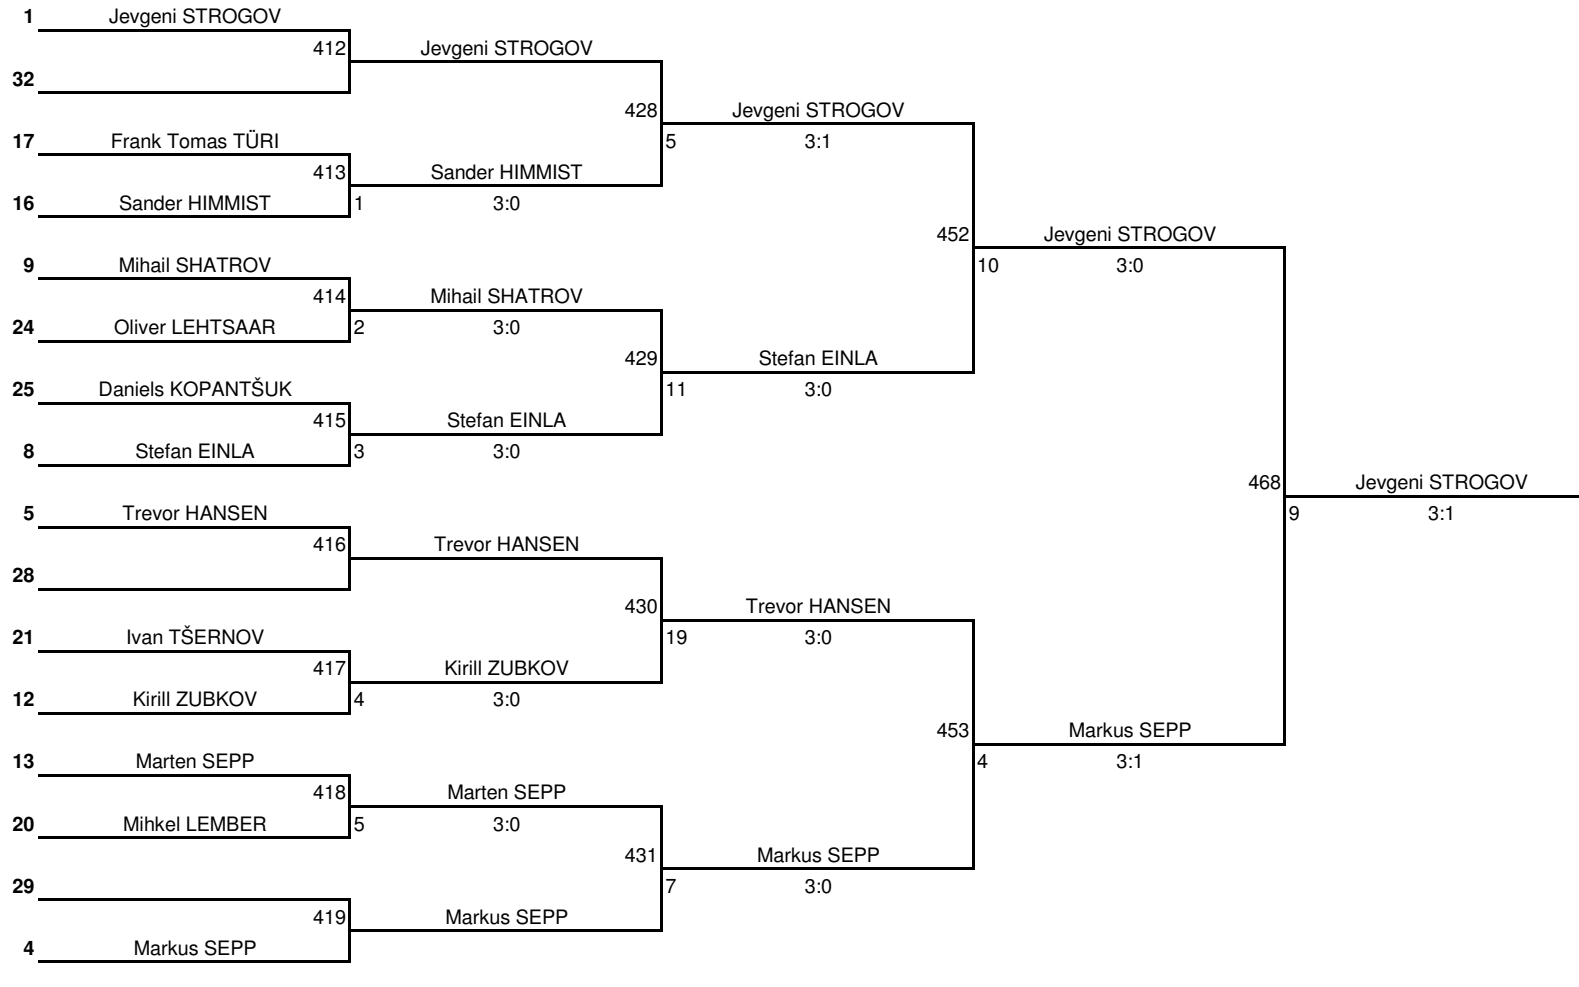 1 Jevgeni STROGOV
412 Jevgeni STROGOV
32
428 Jevgeni STROGOV
17 Frank Tomas TÜRI 5 3:1
413 Sander HIMMIST
16 Sander HIMMIST 1 3:0
452 Jevgeni STROGOV
9 Mihail SHATROV 10 3:0
414 Mihail SHATROV
24 Oliver LEHTSAAR 2 3:0
429 Stefan EINLA
25 Daniels KOPANTŠUK 11 3:0
415 Stefan EINLA
8 Stefan EINLA 3 3:0
468 Jevgeni STROGOV
5 Trevor HANSEN 9 3:1
416 Trevor HANSEN
28
430 Trevor HANSEN
21 Ivan TŠERNOV 19 3:0
417 Kirill ZUBKOV
12 Kirill ZUBKOV 4 3:0
453 Markus SEPP
13 Marten SEPP 4 3:1
418 Marten SEPP
20 Mihkel LEMBER 5 3:0
431 Markus SEPP
29 7 3:0
419 Markus SEPP
4 Markus SEPP